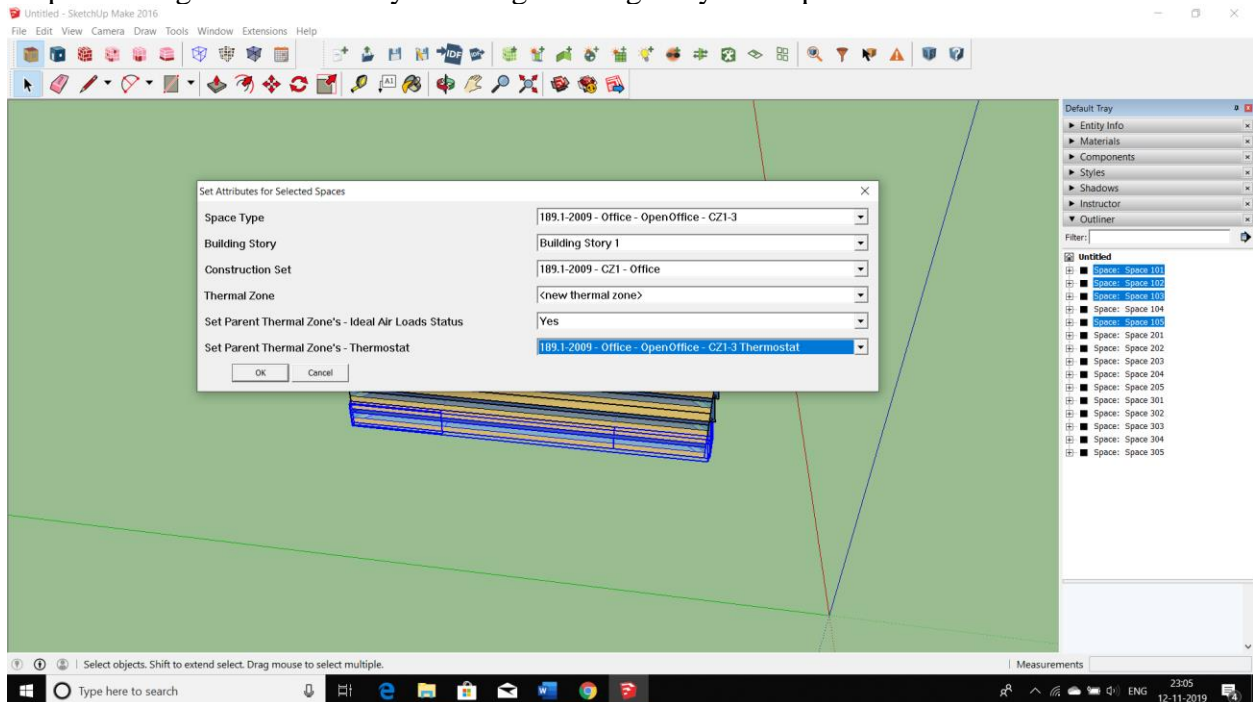 Untitled - SketchUp Make 2016
File Edit View Camera Draw Tools Window Extensions Help
IDF
A1
Default Tray
Entity Info
Materials
Components
Styles
Shadows
Instructor
Outliner
Filter:
Untitled
Space: Space 101
Space: Space 102
Space: Space 103
Space: Space 104
Space: Space 105
Space: Space 201
Space: Space 202
Space: Space 203
Space: Space 204
Space: Space 205
Space: Space 301
Space: Space 302
Space: Space 303
Space: Space 304
Space: Space 305
Set Attributes for Selected Spaces
Space Type 189.1-2009 - Office - OpenOffice - CZ1-3
Building Story Building Story 1
Construction Set 189.1-2009 - CZ1 - Office
Thermal Zone <new thermal zone>
Set Parent Thermal Zone's - Ideal Air Loads Status Yes
Set Parent Thermal Zone's - Thermostat 189.1-2009 - Office - OpenOffice - CZ1-3 Thermostat
OK Cancel
Select objects. Shift to extend select. Drag mouse to select multiple. Measurements
Type here to search ENG 23:05
12-11-2019